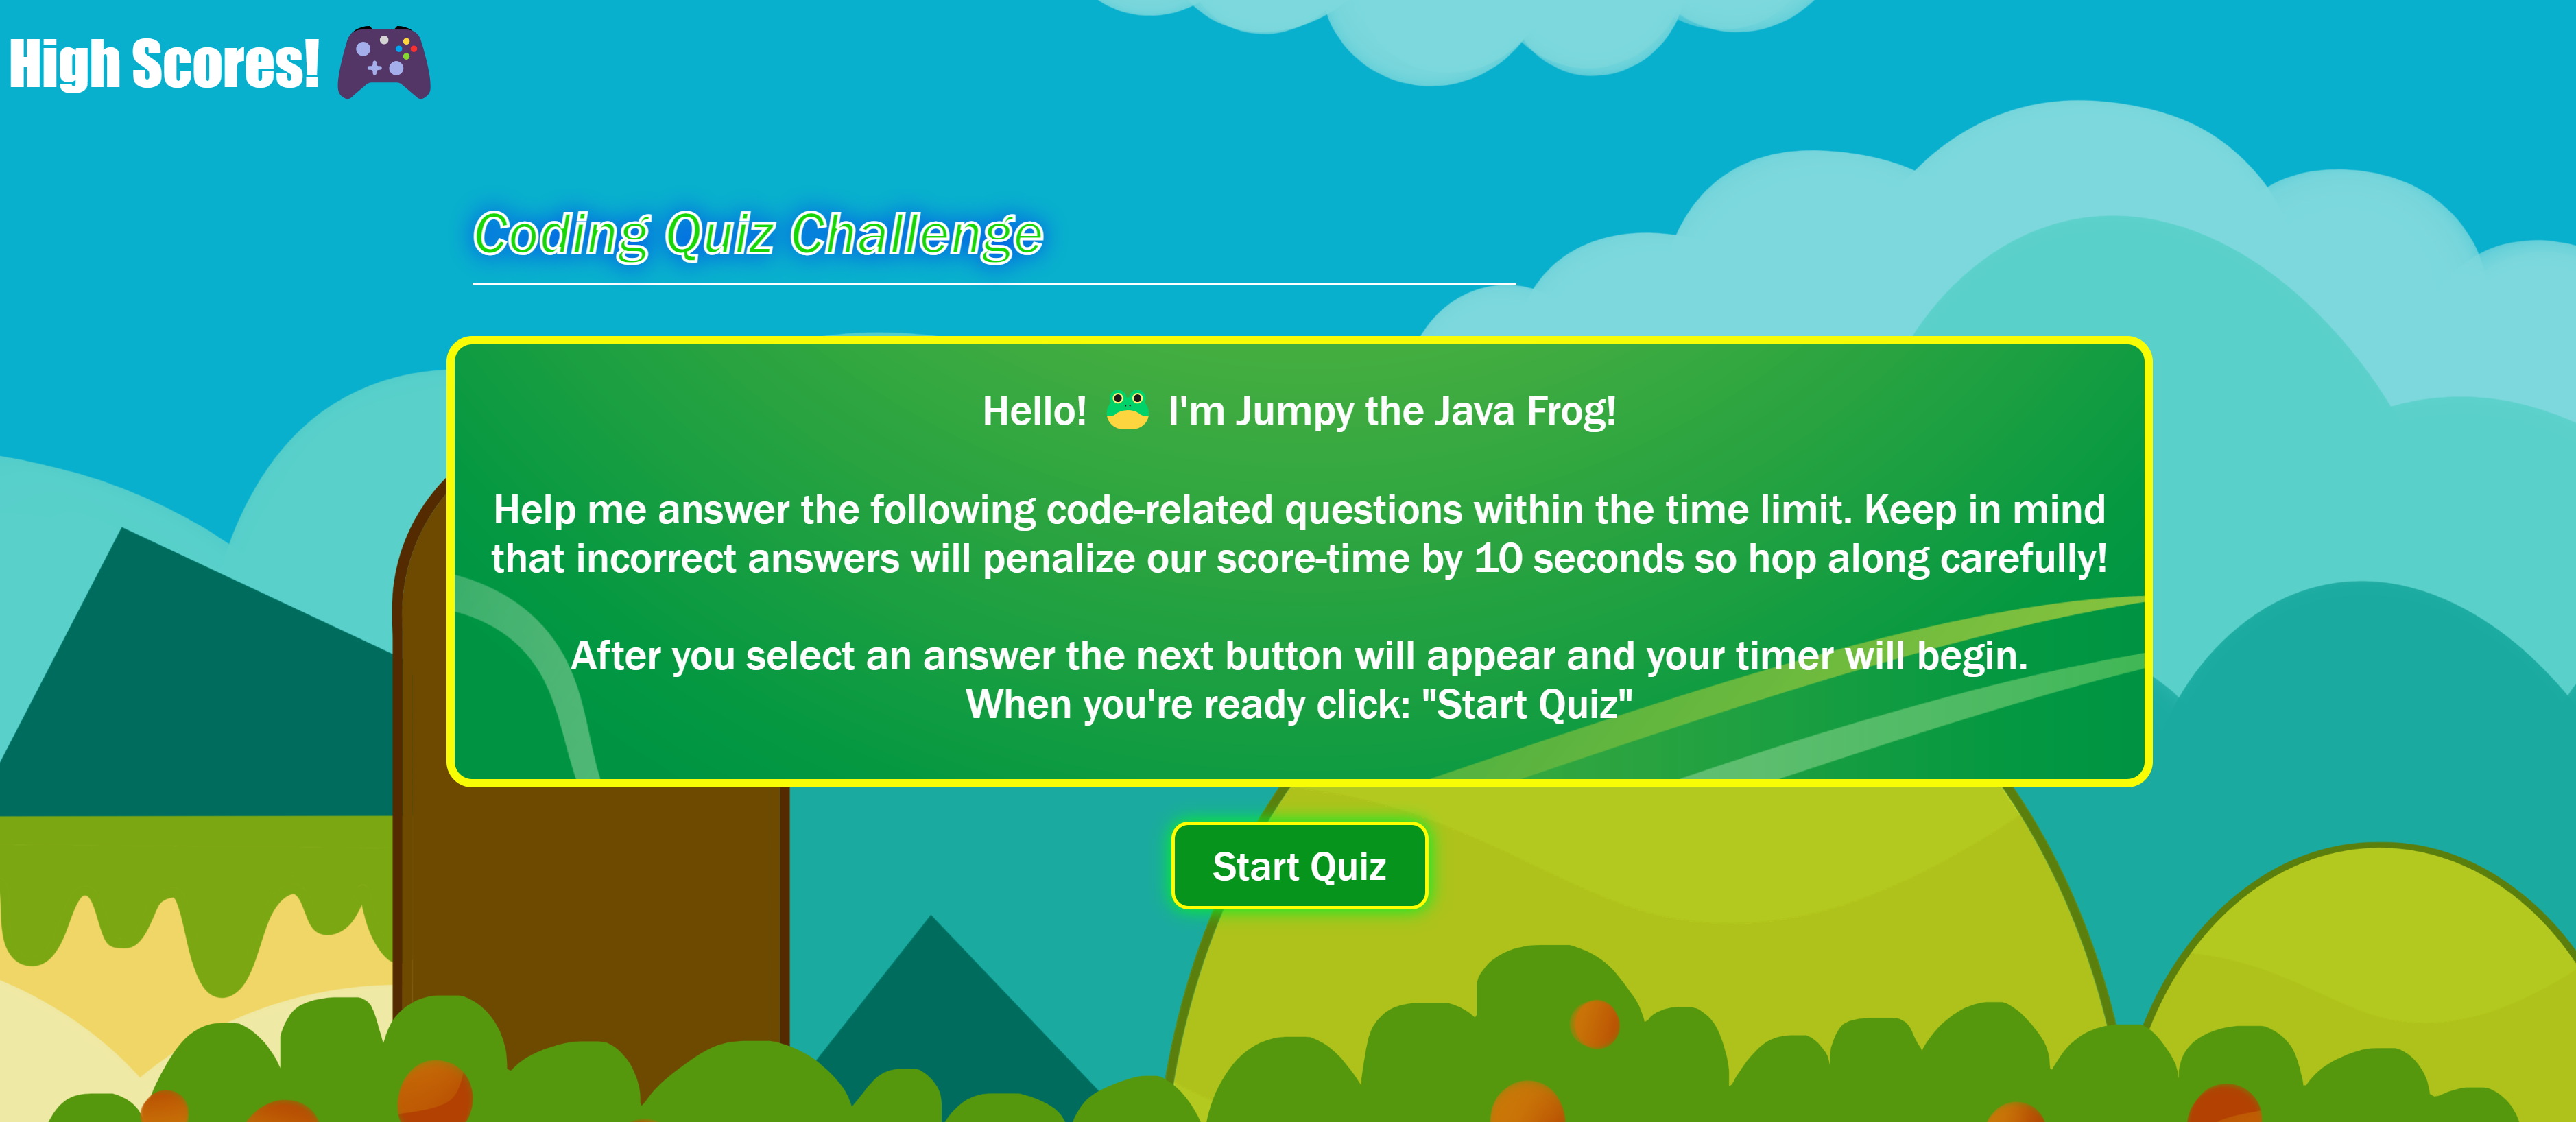 High Scores!
Coding Quiz Challenge
Hello! I'm Jumpy the Java Frog!
Help me answer the following code-related questions within the time limit. Keep in mind
that incorrect answers will penalize our score-time by 10 seconds so hop along carefully!
After you select an answer the next button will appear and your timer will begin.
When you're ready click: "Start Quiz"
Start Quiz